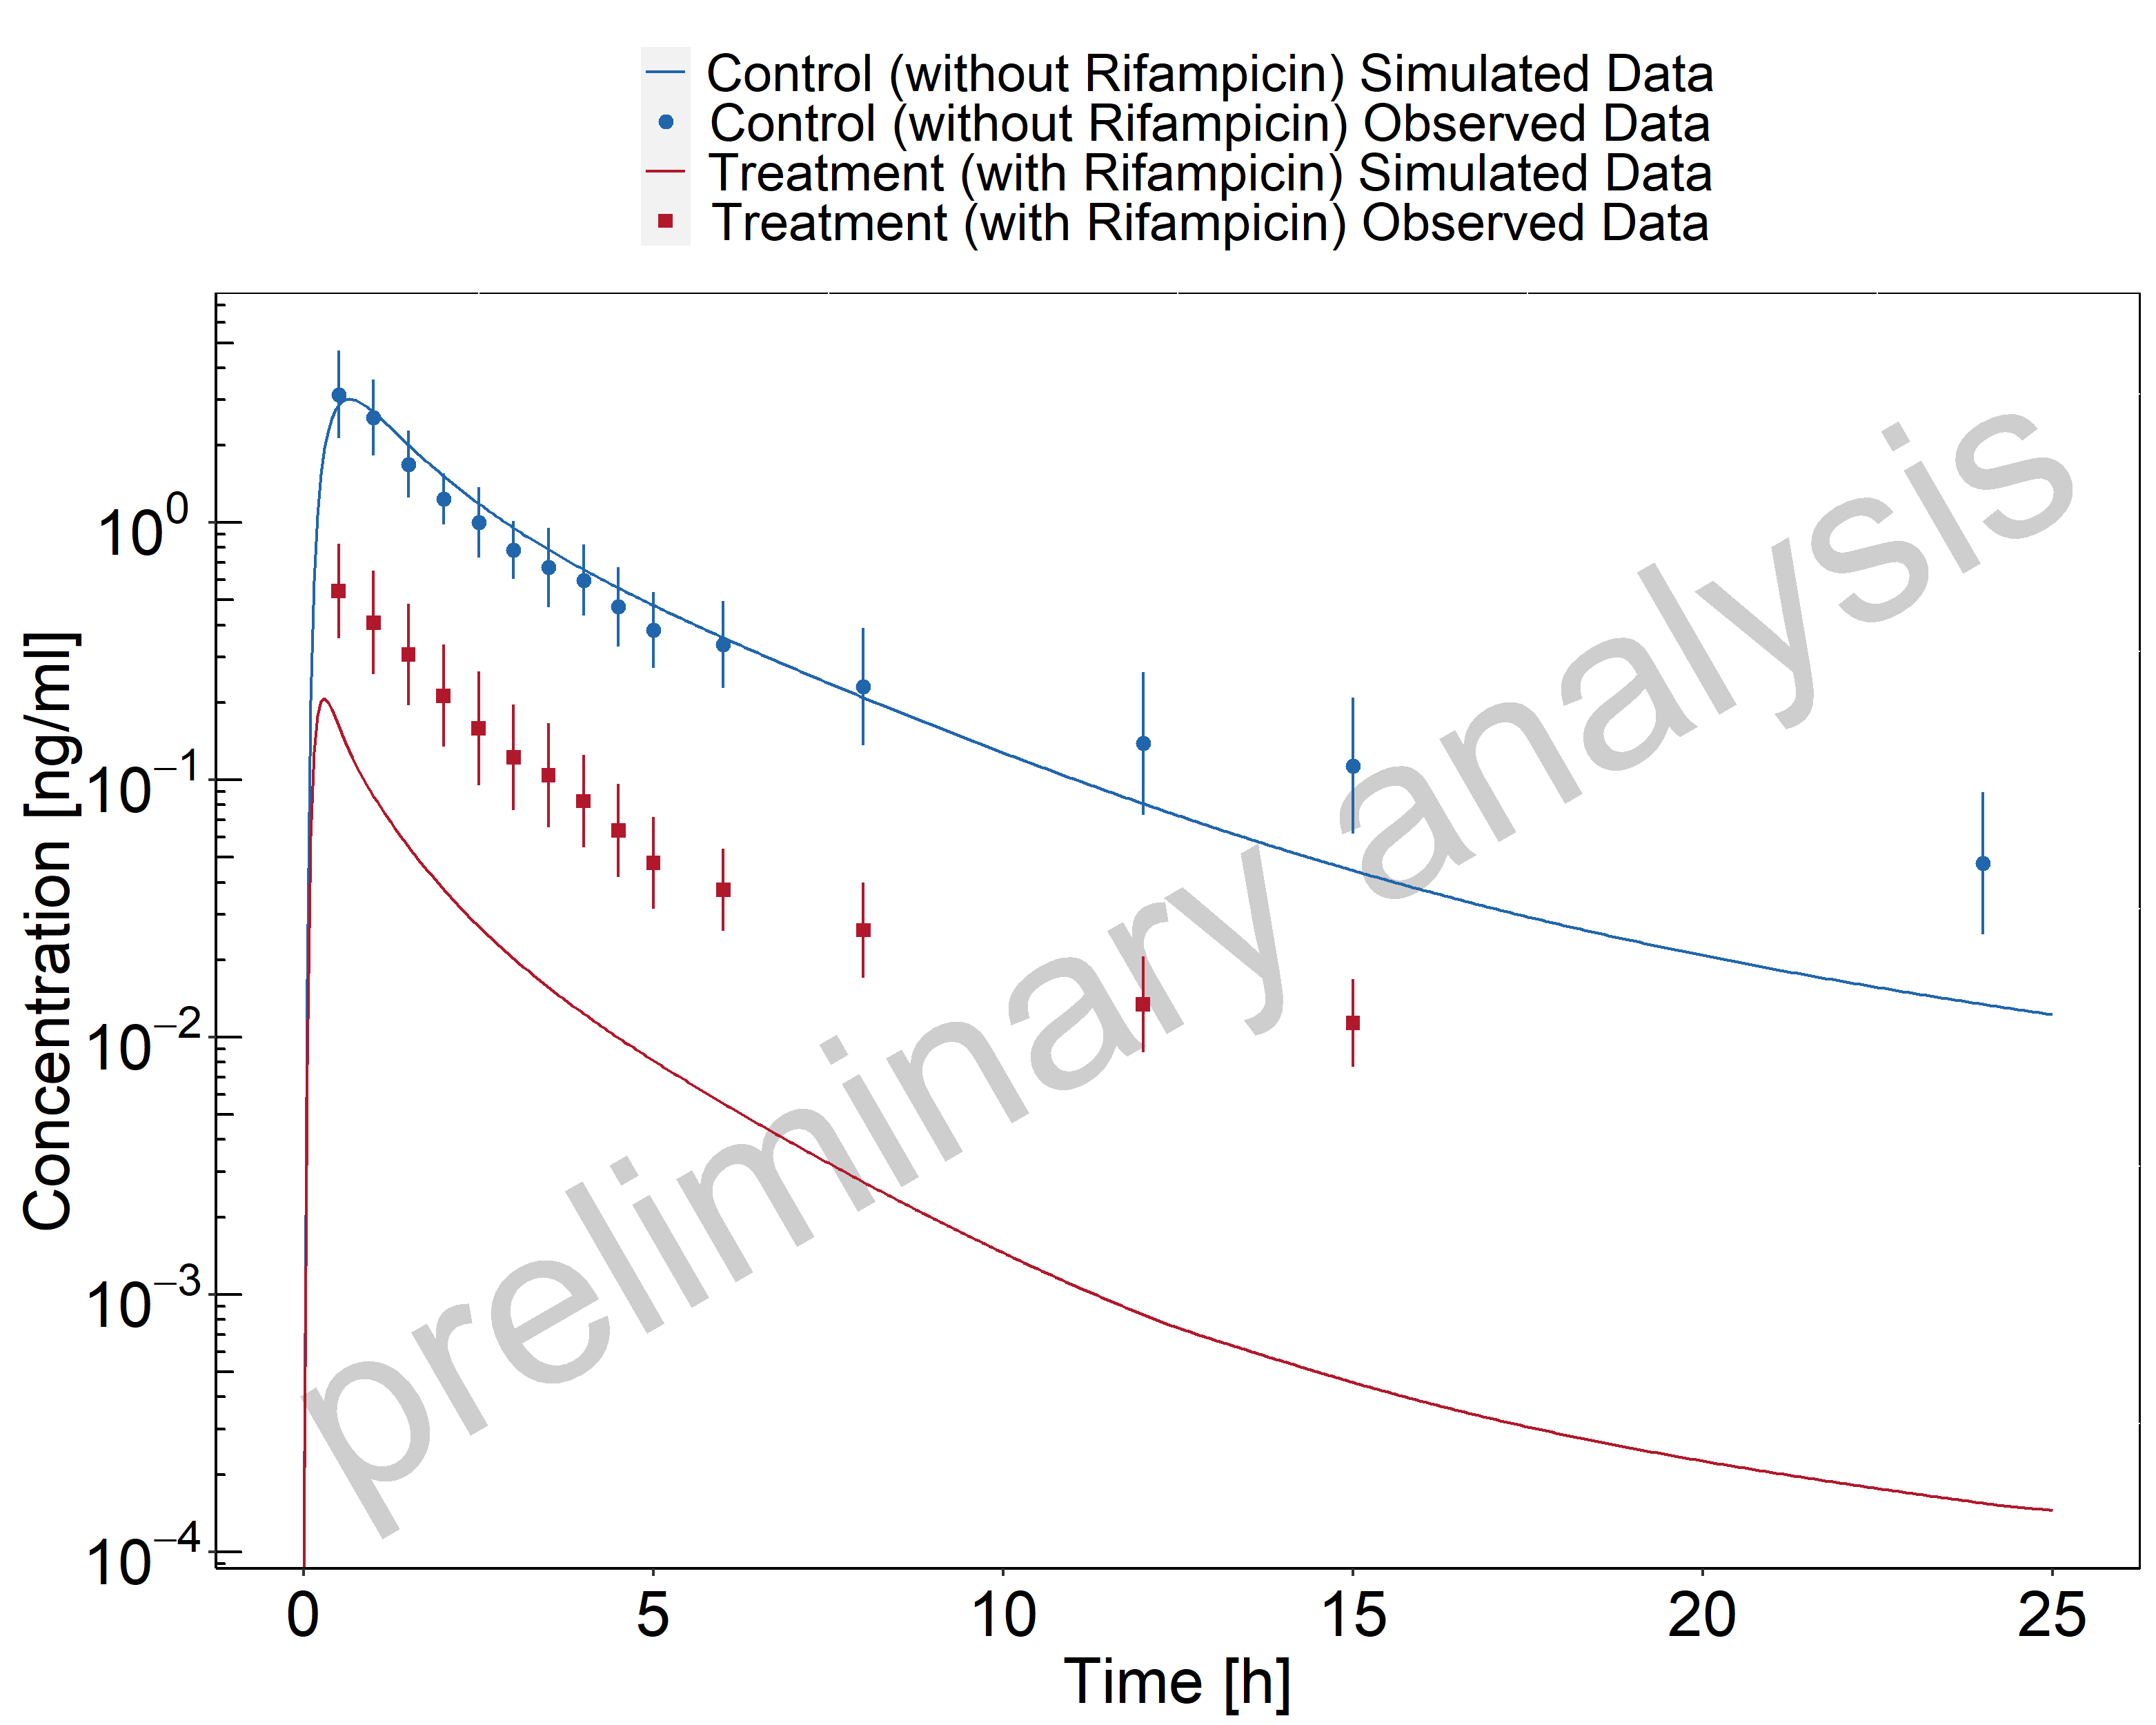 Control (without Rifampicin) Simulated Data
Control (without Rifampicin) Observed Data
Treatment (with Rifampicin) Simulated Data
Treatment (with Rifampicin) Observed Data
Concentration [ng/ml]
10⁰
10⁻¹
10⁻²
10⁻³
10⁻⁴
preliminary analysis
0 5 10 15 20 25
Time [h]